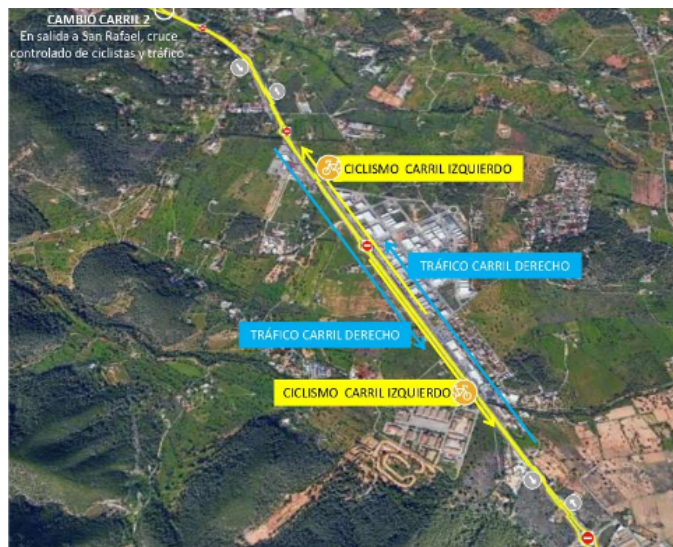 CAMBIO CARRIL 2
En salida a San Rafael, cruce
controlado de ciclistas y tráfico
CICLISMO CARRIL IZQUIERDO
TRÁFICO CARRIL DERECHO
TRÁFICO CARRIL DERECHO
CICLISMO CARRIL IZQUIERDO